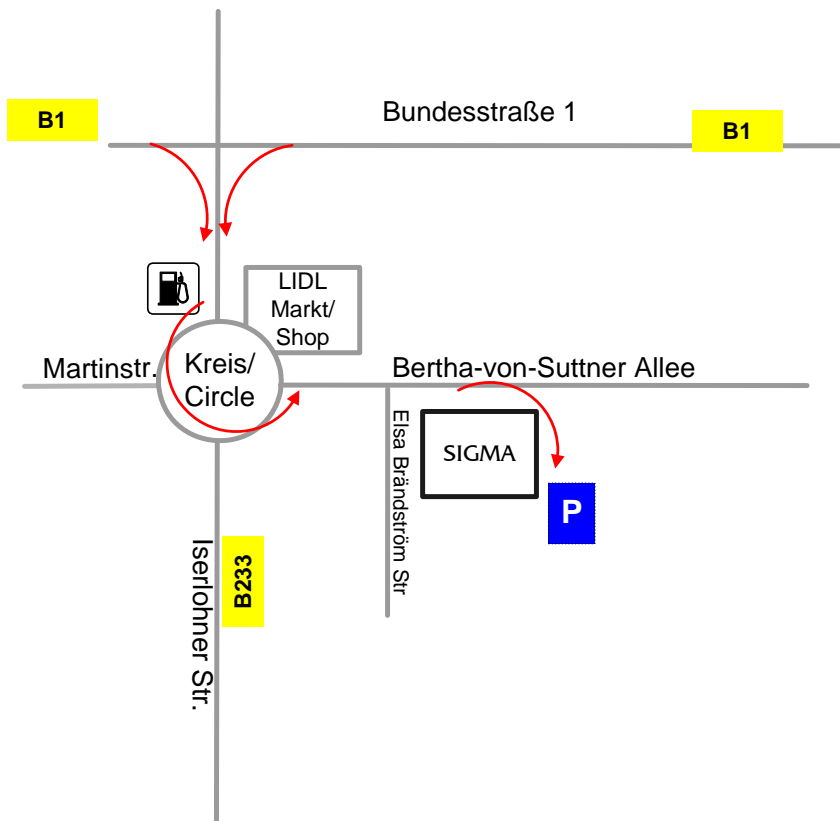 B1
Bundesstraße 1
B1
LIDL
Markt/
Shop
Martinstr.
Kreis/
Circle
Bertha-von-Suttner Allee
Elsa Brändström Str
SIGMA
P
Iserlohner Str.
B233